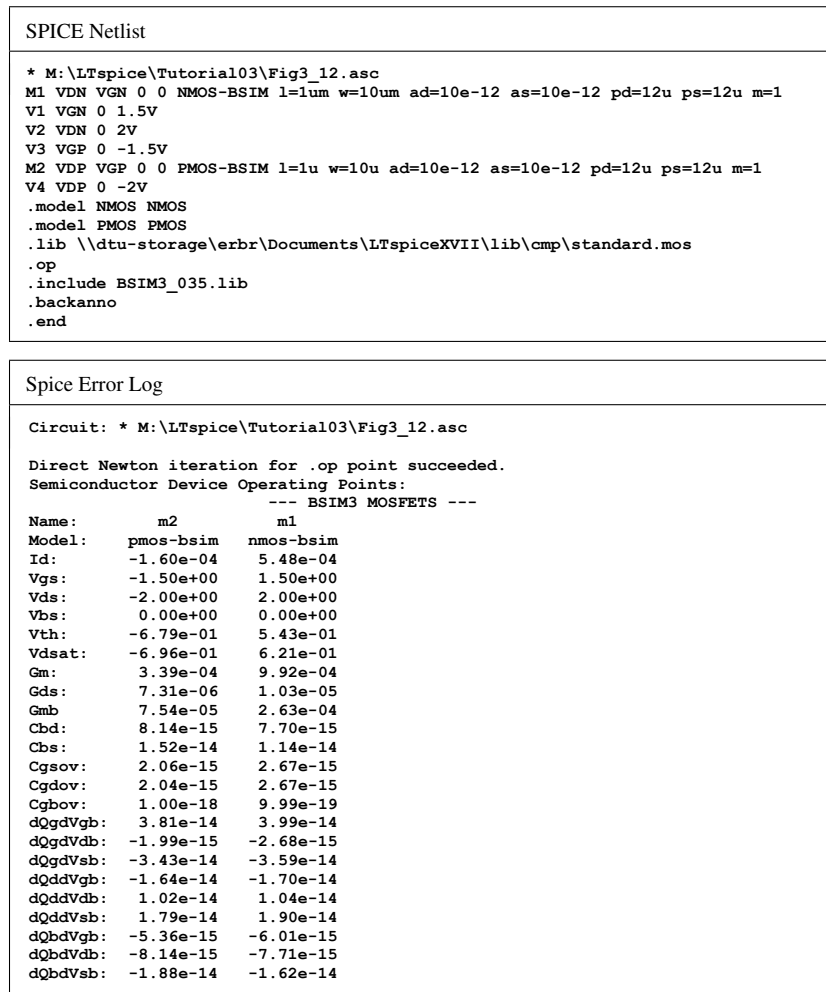 SPICE Netlist
* M:\LTspice\Tutorial03\Fig3_12.asc
M1 VDN VGN 0 0 NMOS-BSIM l=1um w=10um ad=10e-12 as=10e-12 pd=12u ps=12u m=1
V1 VGN 0 1.5V
V2 VDN 0 2V
V3 VGP 0 -1.5V
M2 VDP VGP 0 0 PMOS-BSIM l=1u w=10u ad=10e-12 as=10e-12 pd=12u ps=12u m=1
V4 VDP 0 -2V
.model NMOS NMOS
.model PMOS PMOS
.lib \\dtu-storage\erbr\Documents\LTspiceXVII\lib\cmp\standard.mos
.op
.include BSIM3_035.lib
.backanno
.end
Spice Error Log
Circuit: * M:\LTspice\Tutorial03\Fig3_12.asc
Direct Newton iteration for .op point succeeded.
Semiconductor Device Operating Points:
--- BSIM3 MOSFETS ---
Name: m2 m1
Model: pmos-bsim nmos-bsim
Id: -1.60e-04 5.48e-04
Vgs: -1.50e+00 1.50e+00
Vds: -2.00e+00 2.00e+00
Vbs: 0.00e+00 0.00e+00
Vth: -6.79e-01 5.43e-01
Vdsat: -6.96e-01 6.21e-01
Gm: 3.39e-04 9.92e-04
Gds: 7.31e-06 1.03e-05
Gmb 7.54e-05 2.63e-04
Cbd: 8.14e-15 7.70e-15
Cbs: 1.52e-14 1.14e-14
Cgsov: 2.06e-15 2.67e-15
Cgdov: 2.04e-15 2.67e-15
Cgbov: 1.00e-18 9.99e-19
dQgdVgb: 3.81e-14 3.99e-14
dQgdVdb: -1.99e-15 -2.68e-15
dQgdVsb: -3.43e-14 -3.59e-14
dQddVgb: -1.64e-14 -1.70e-14
dQddVdb: 1.02e-14 1.04e-14
dQddVsb: 1.79e-14 1.90e-14
dQbdVgb: -5.36e-15 -6.01e-15
dQbdVdb: -8.14e-15 -7.71e-15
dQbdVsb: -1.88e-14 -1.62e-14